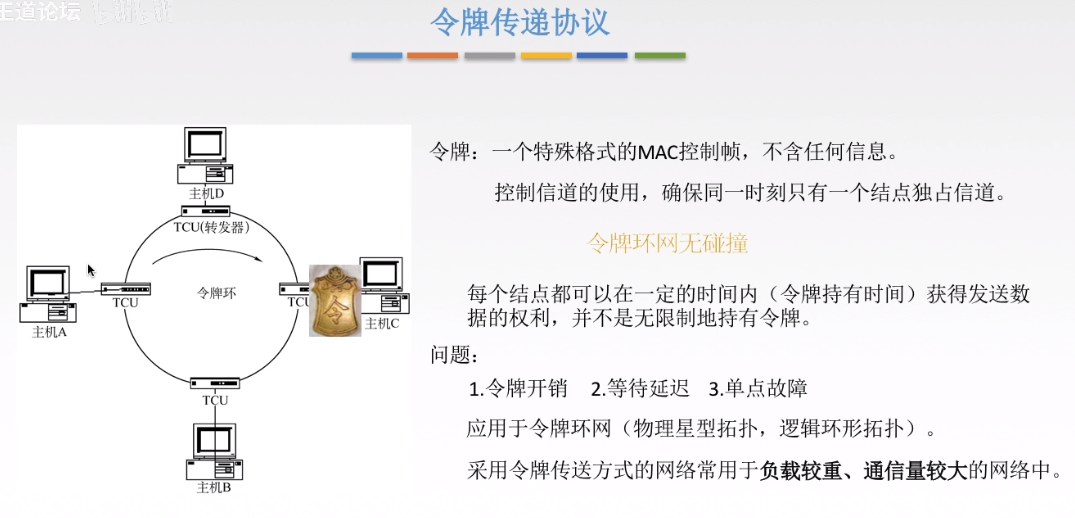 王道论坛 bilibili
令牌传递协议
令牌：一个特殊格式的MAC控制帧，不含任何信息。
控制信道的使用，确保同一时刻只有一个结点独占信道。
令牌环网无碰撞
每个结点都可以在一定的时间内（令牌持有时间）获得发送数
据的权利，并不是无限制地持有令牌。
问题：
1.令牌开销 2.等待延迟 3.单点故障
应用于令牌环网（物理星型拓扑，逻辑环形拓扑）。
采用令牌传送方式的网络常用于负载较重、通信量较大的网络中。
主机D
TCU(转发器)
令牌环
TCU
主机A
TCU
令
主机C
TCU
主机B